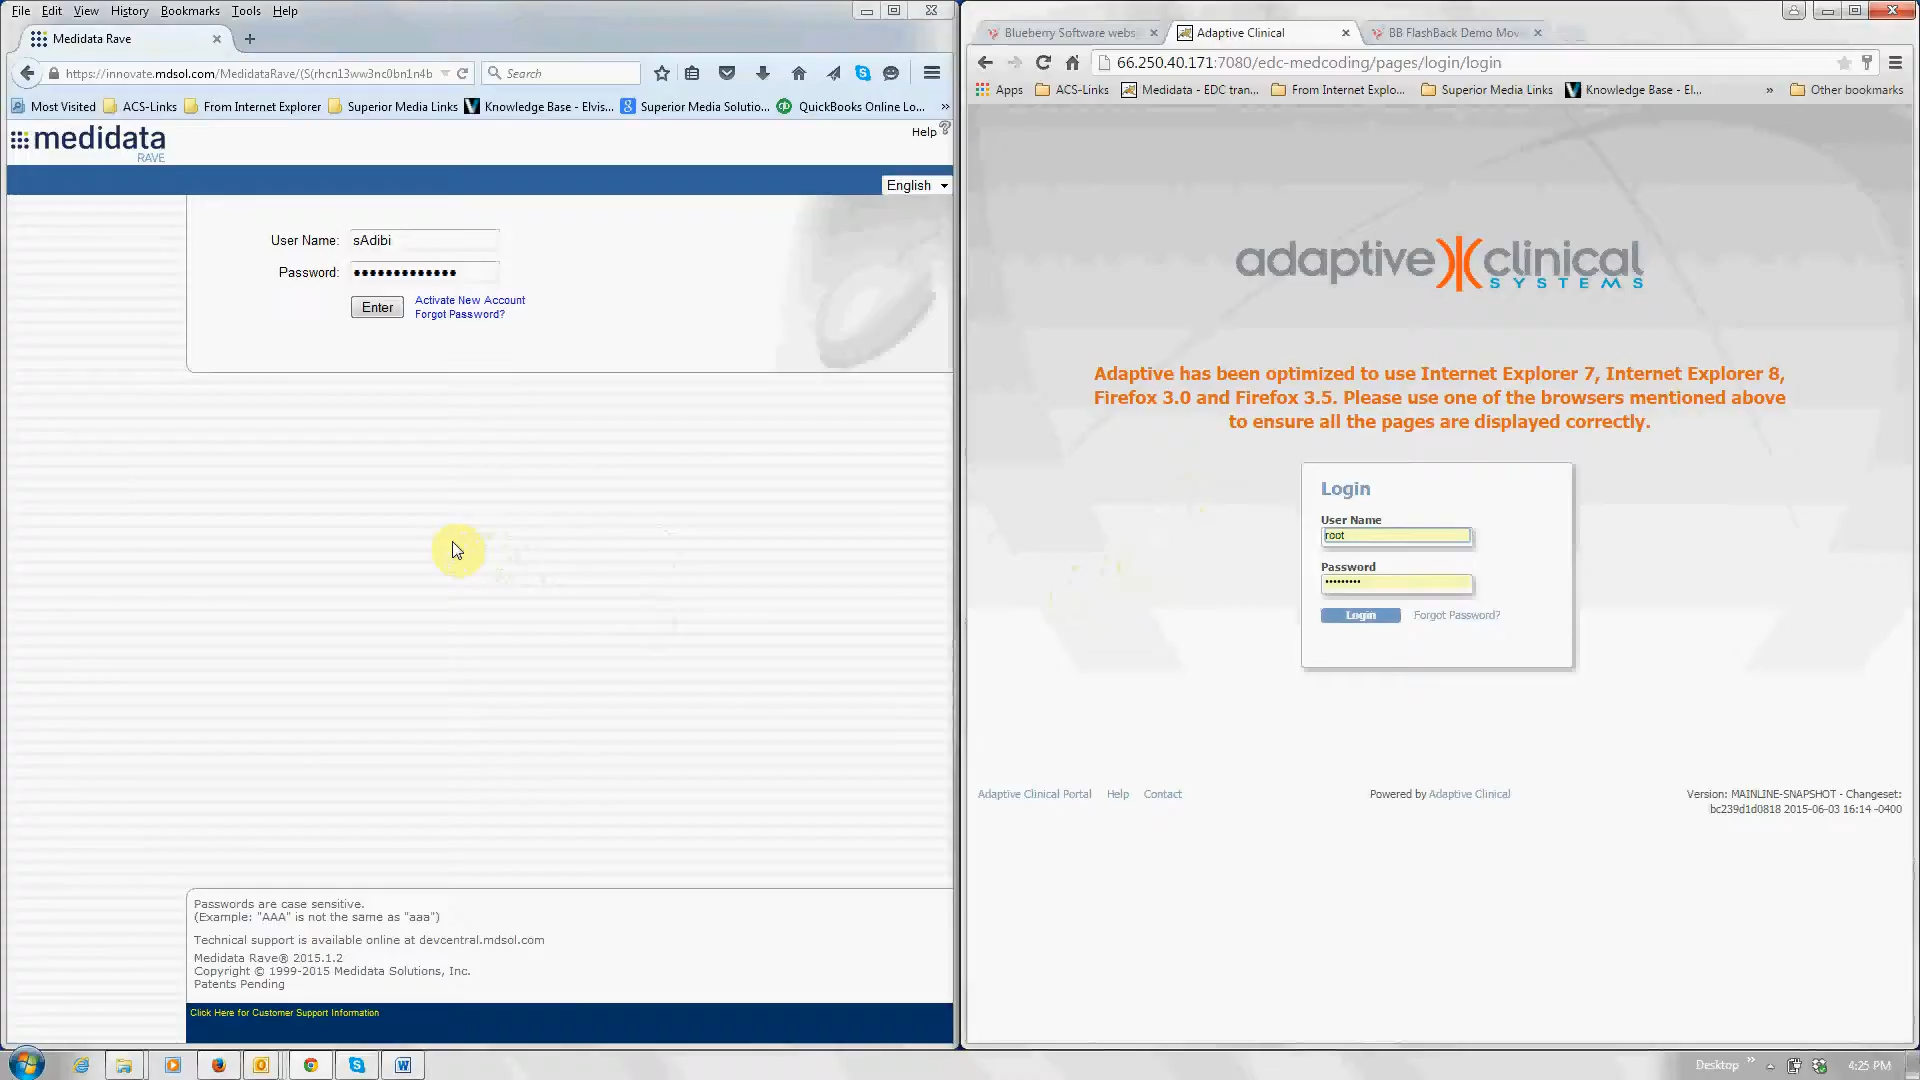 File Edit View History Bookmarks Tools Help
Medidata Rave
https://innovate.mdsol.com/MedidataRave/(S(rhcn13ww3nc0bn1n4b
Search
Most Visited ACS-Links From Internet Explorer Superior Media Links Knowledge Base - Elvis... Superior Media Solutio... QuickBooks Online Lo... »
medidata
RAVE
Help
English
User Name: sAdibi
Password: •••••••••••••
Enter
Activate New Account
Forgot Password?
Passwords are case sensitive.
(Example: "AAA" is not the same as "aaa")
Technical support is available online at devcentral.mdsol.com
Medidata Rave® 2015.1.2
Copyright © 1999-2015 Medidata Solutions, Inc.
Patents Pending
Click Here for Customer Support Information
Blueberry Software webs Adaptive Clinical BB FlashBack Demo Mov
66.250.40.171:7080/edc-medcoding/pages/login/login
Apps ACS-Links Medidata - EDC tran... From Internet Explo... Superior Media Links Knowledge Base - El... » Other bookmarks
adaptive clinical
SYSTEMS
Adaptive has been optimized to use Internet Explorer 7, Internet Explorer 8,
Firefox 3.0 and Firefox 3.5. Please use one of the browsers mentioned above
to ensure all the pages are displayed correctly.
Login
User Name
root
Password
•••••••••
Login Forgot Password?
Adaptive Clinical Portal Help Contact
Powered by Adaptive Clinical
Version: MAINLINE-SNAPSHOT - Changeset:
bc239d1d0818 2015-06-03 16:14 -0400
Desktop » 4:25 PM